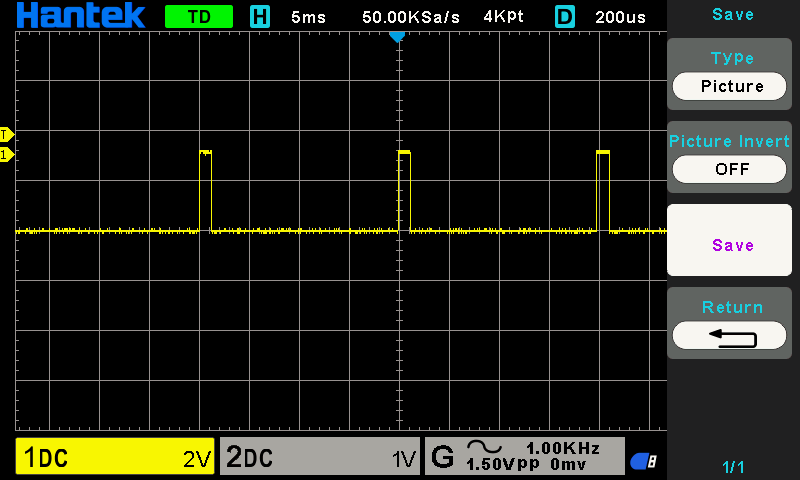 Hantek TD H 5ms 50.00KSa/s 4Kpt D 200us
Save
Type
Picture
T
1
Picture Invert
OFF
Save
Return
1DC 2V 2DC 1V G 1.00KHz
1.50Vpp 0mv
1/1